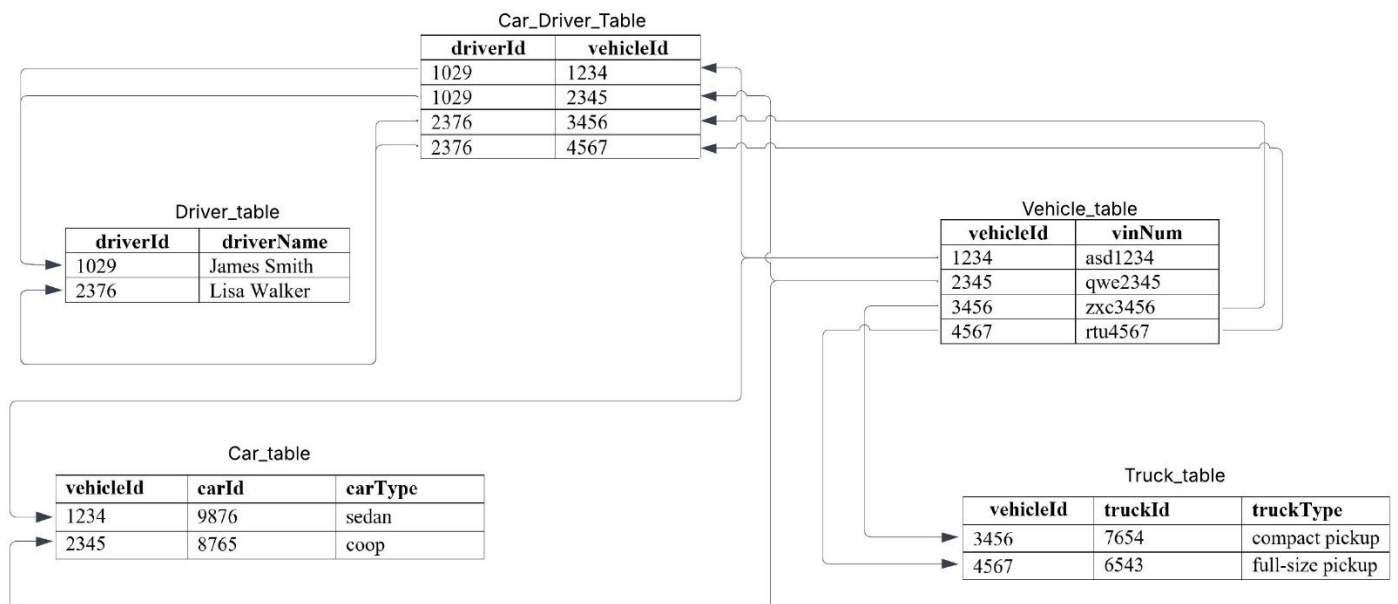 Car_Driver_Table
driverId vehicleId
1029 1234
1029 2345
2376 3456
2376 4567
Driver_table
driverId driverName
1029 James Smith
2376 Lisa Walker
Vehicle_table
vehicleId vinNum
1234 asd1234
2345 qwe2345
3456 zxc3456
4567 rtu4567
Car_table
vehicleId carId carType
1234 9876 sedan
2345 8765 coop
Truck_table
vehicleId truckId truckType
3456 7654 compact pickup
4567 6543 full-size pickup